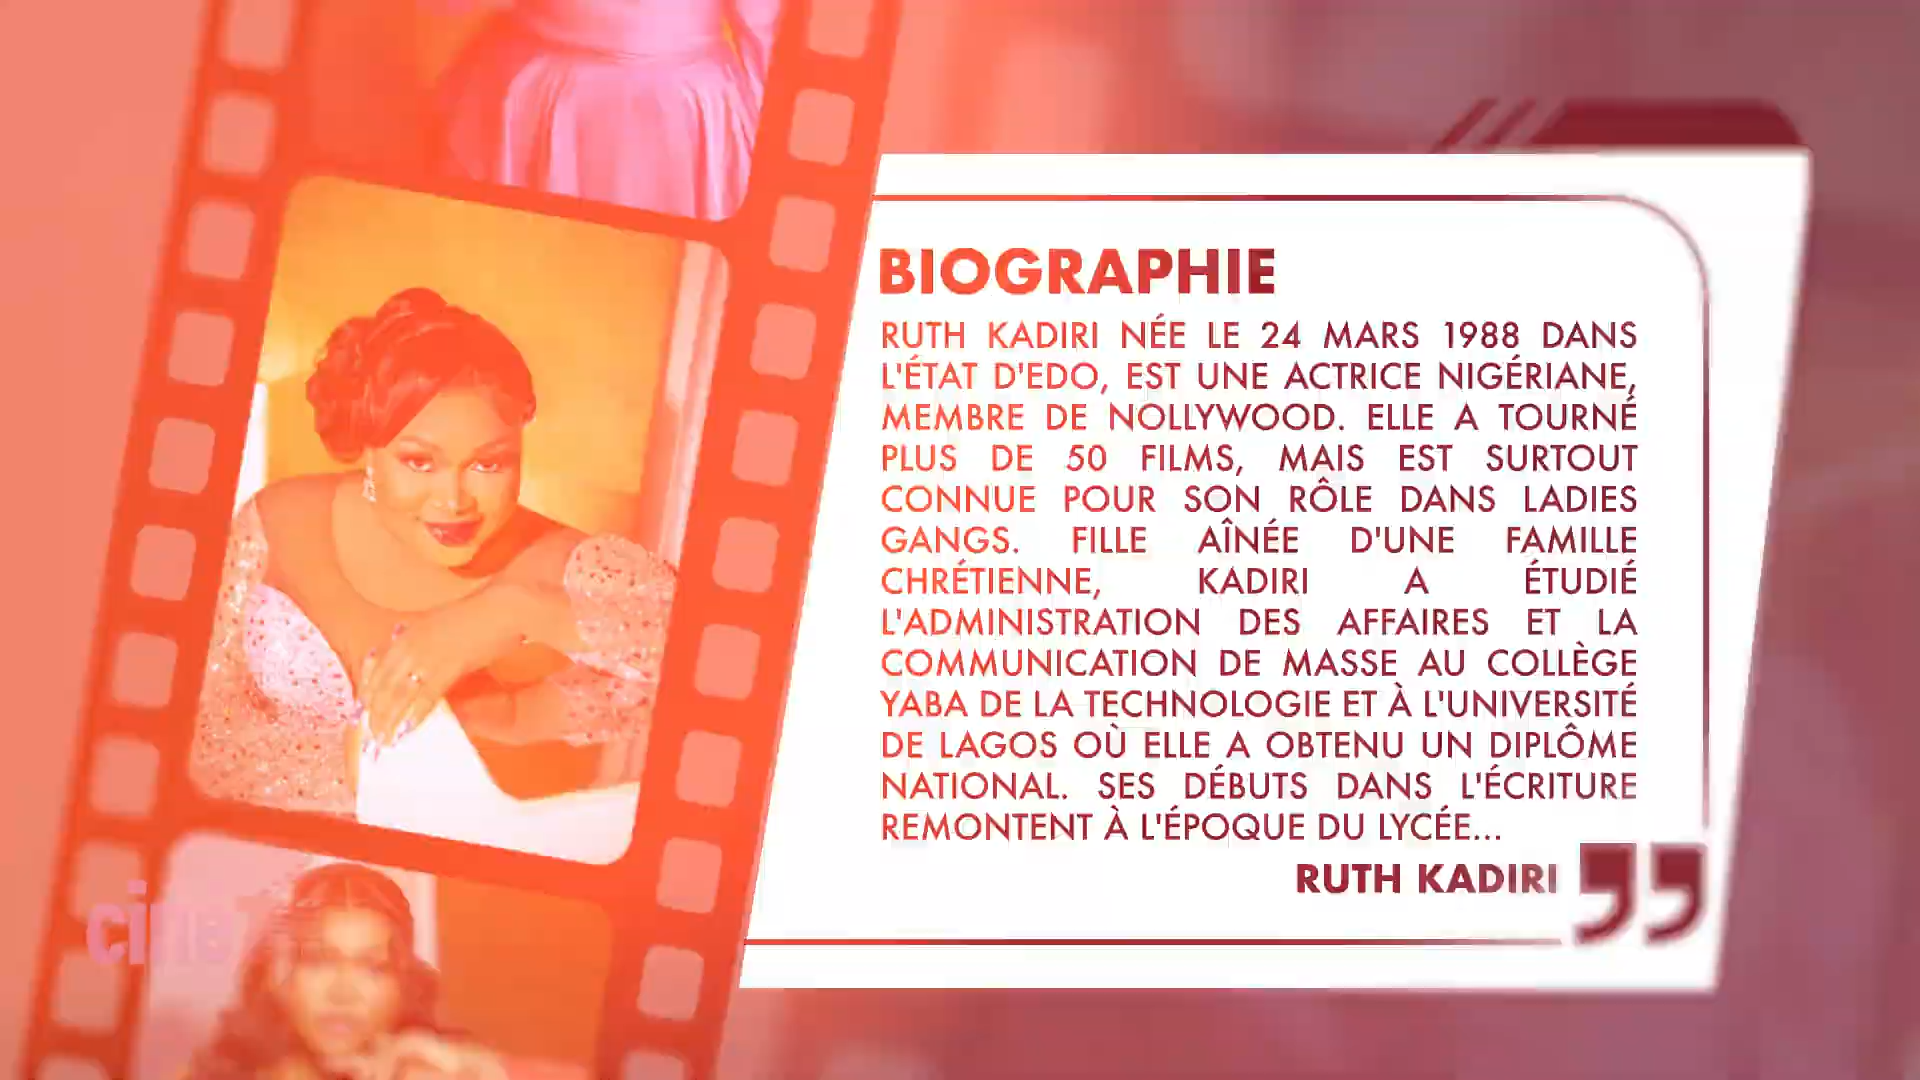 BIOGRAPHIE
RUTH KADIRI NÉE LE 24 MARS 1988 DANS
L'ÉTAT D'EDO, EST UNE ACTRICE NIGÉRIANE,
MEMBRE DE NOLLYWOOD. ELLE A TOURNÉ
PLUS DE 50 FILMS, MAIS EST SURTOUT
CONNUE POUR SON RÔLE DANS LADIES
GANGS. FILLE AÎNÉE D'UNE FAMILLE
CHRÉTIENNE, KADIRI A ÉTUDIÉ
L'ADMINISTRATION DES AFFAIRES ET LA
COMMUNICATION DE MASSE AU COLLÈGE
YABA DE LA TECHNOLOGIE ET À L'UNIVERSITÉ
DE LAGOS OÙ ELLE A OBTENU UN DIPLÔME
NATIONAL. SES DÉBUTS DANS L'ÉCRITURE
REMONTENT À L'ÉPOQUE DU LYCÉE...
RUTH KADIRI ”
cine